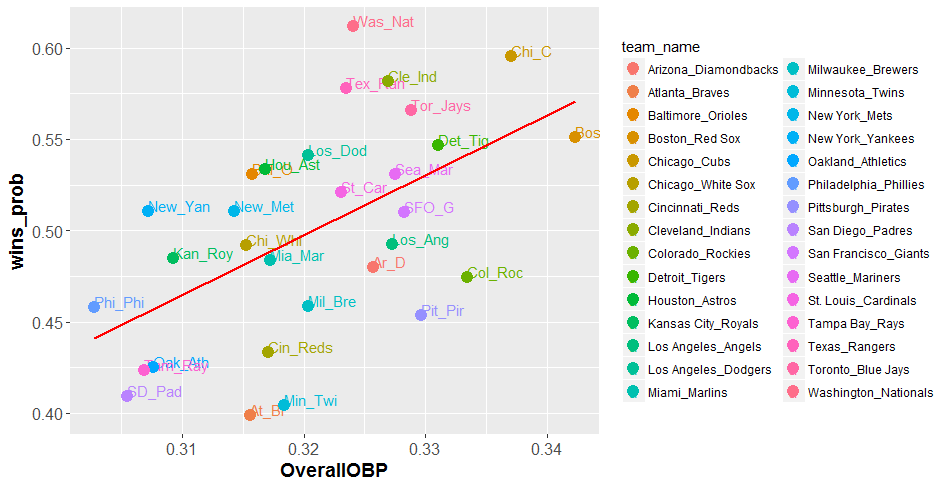 Was_Nat
0.60
Chi_C
Cle_Ind
Tex_Ran
Tor_Jays
0.55
Bos
Det_Tig
Los_Dod
Hou_Ast
Sea_Mar
St_Car
New_Yan
New_Met
SFO_G
0.50
Chi_Whi
Los_Ang
Kan_Roy
Mia_Mar
Ar_D
Col_Roc
Phi_Phi
Mil_Bre
Pit_Pir
0.45
Cin_Reds
Oak_Ath
Tam_Ray
SD_Pad
Min_Twi
At_Br
0.40
0.31 0.32 0.33 0.34
OverallOBP
wins_prob
team_name
Arizona_Diamondbacks
Atlanta_Braves
Baltimore_Orioles
Boston_Red Sox
Chicago_Cubs
Chicago_White Sox
Cincinnati_Reds
Cleveland_Indians
Colorado_Rockies
Detroit_Tigers
Houston_Astros
Kansas City_Royals
Los Angeles_Angels
Los Angeles_Dodgers
Miami_Marlins
Milwaukee_Brewers
Minnesota_Twins
New York_Mets
New York_Yankees
Oakland_Athletics
Philadelphia_Phillies
Pittsburgh_Pirates
San Diego_Padres
San Francisco_Giants
Seattle_Mariners
St. Louis_Cardinals
Tampa Bay_Rays
Texas_Rangers
Toronto_Blue Jays
Washington_Nationals